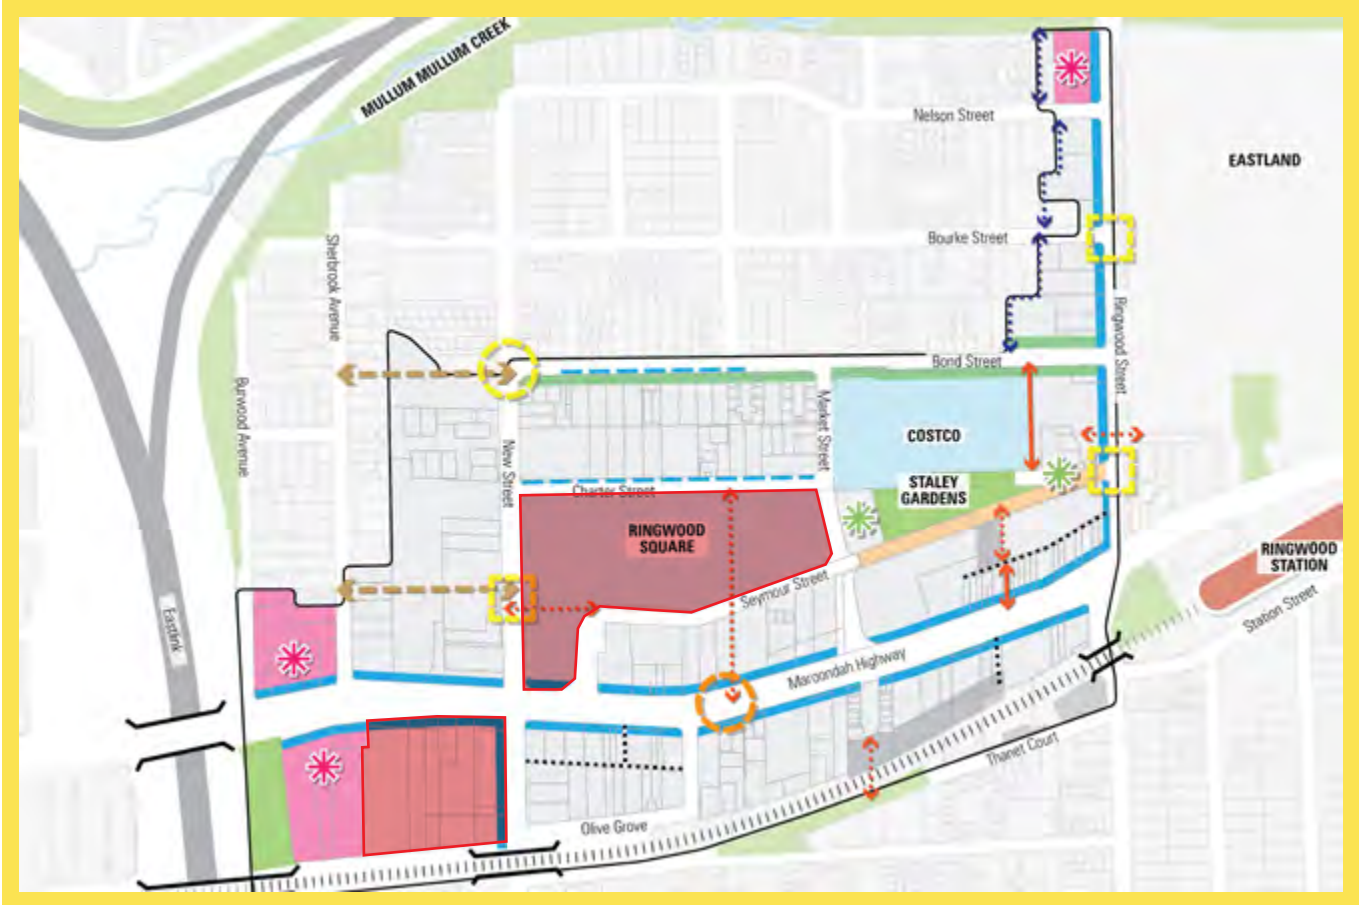 MULLUM MULLUM CREEK
Nelson Street
EASTLAND
Bourke Street
Sherbrook Avenue
Ringwood Street
Bond Street
Burwood Avenue
Market Street
COSTCO
New Street
STALEY
GARDENS
Charter Street
RINGWOOD
SQUARE
RINGWOOD
STATION
Seymour Street
Station Street
Eastlink
Maroondah Highway
Thanet Court
Olive Grove